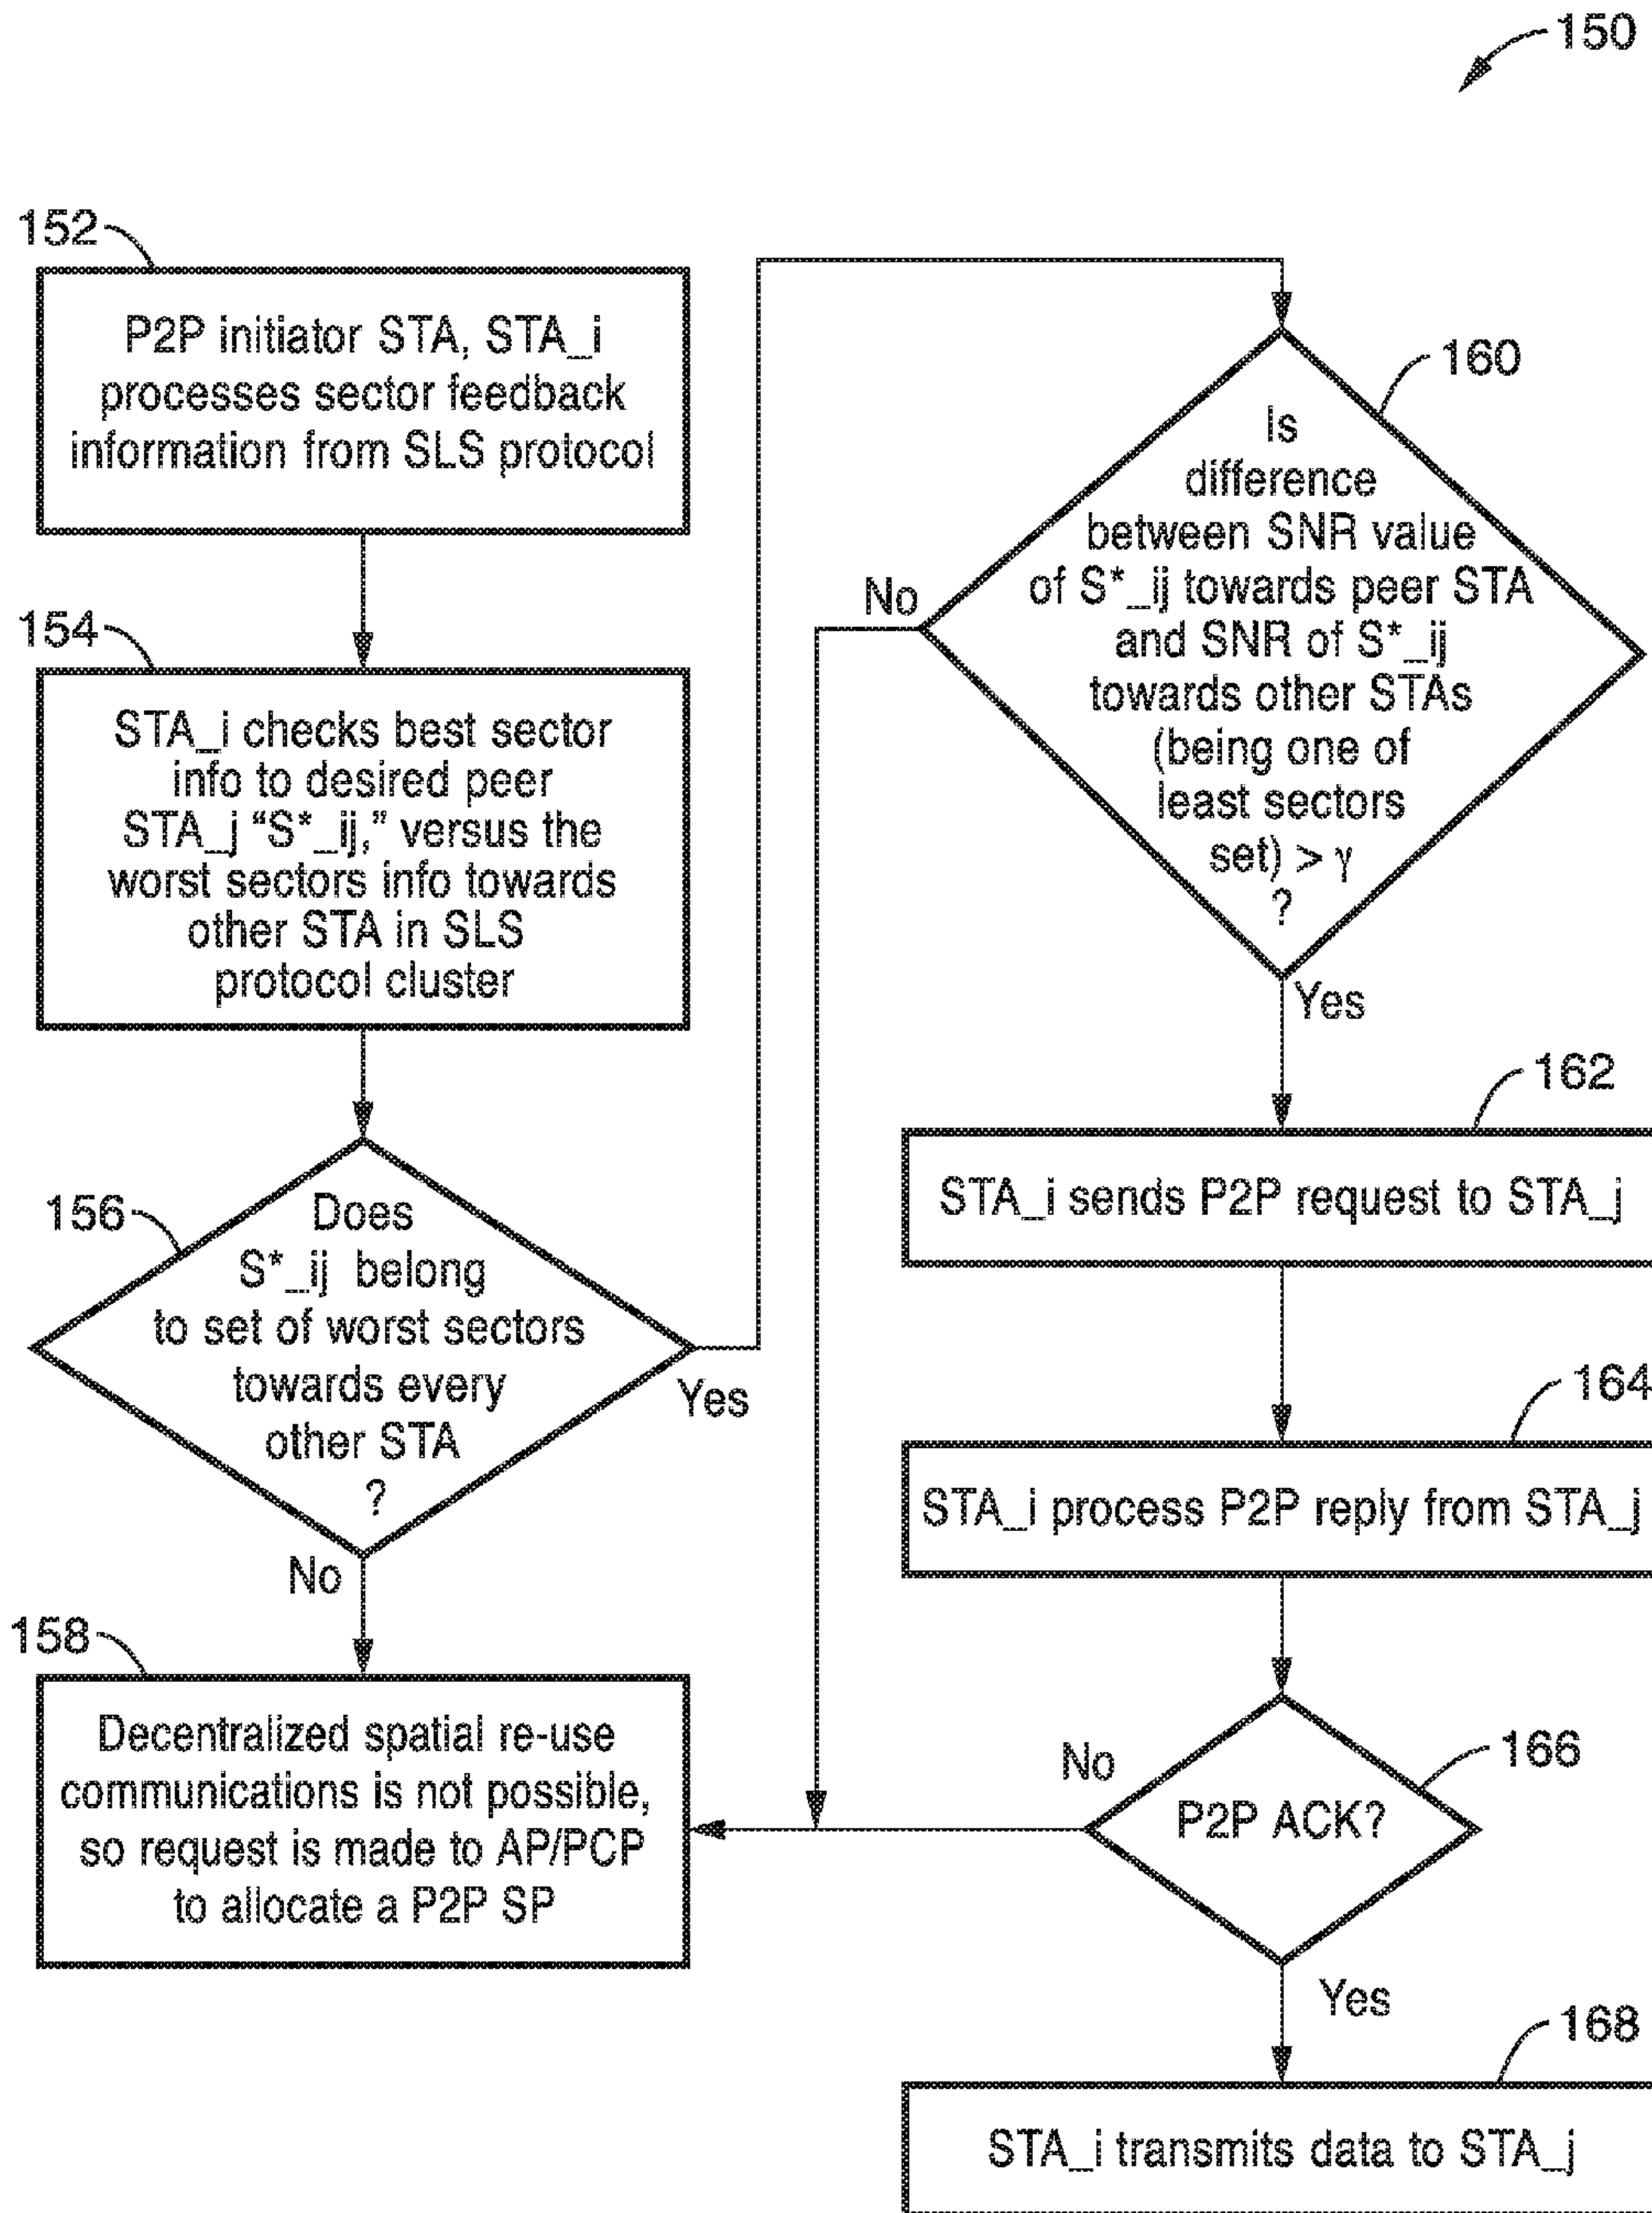 150
152
P2P initiator STA, STA_i
processes sector feedback
information from SLS protocol
154
STA_i checks best sector
info to desired peer
STA_j "S*_ij," versus the
worst sectors info towards
other STA in SLS
protocol cluster
156
Does
S*_ij belong
to set of worst sectors
towards every
other STA
?
Yes
No
158
Decentralized spatial re-use
communications is not possible,
so request is made to AP/PCP
to allocate a P2P SP
160
Is
difference
between SNR value
of S*_ij towards peer STA
and SNR of S*_ij
towards other STAs
(being one of
least sectors
set) > γ
?
No
Yes
162
STA_i sends P2P request to STA_j
164
STA_i process P2P reply from STA_j
166
P2P ACK?
No
Yes
168
STA_i transmits data to STA_j